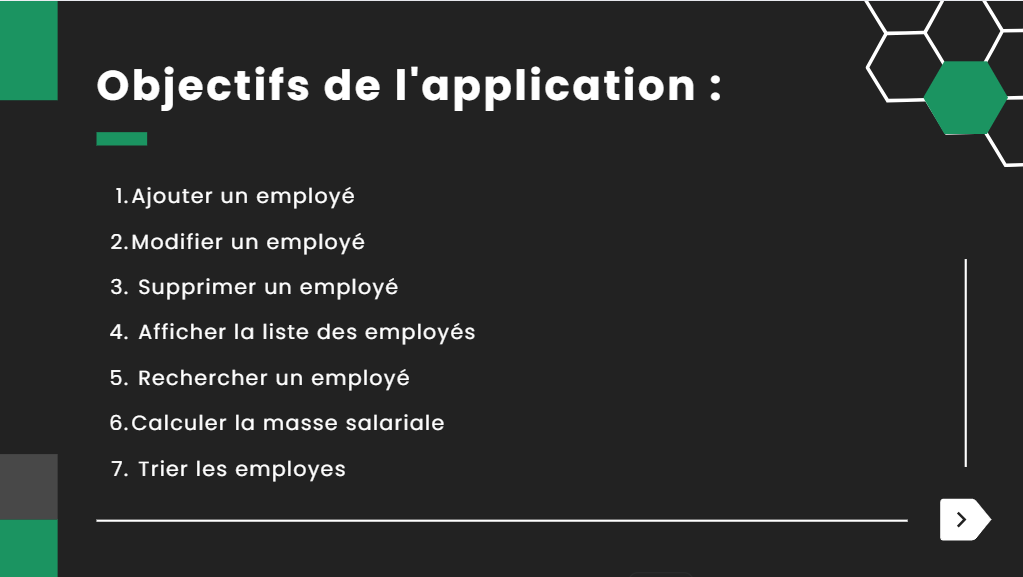 Objectifs de l'application :
1.Ajouter un employé
2.Modifier un employé
3. Supprimer un employé
4. Afficher la liste des employés
5. Rechercher un employé
6.Calculer la masse salariale
7. Trier les employes